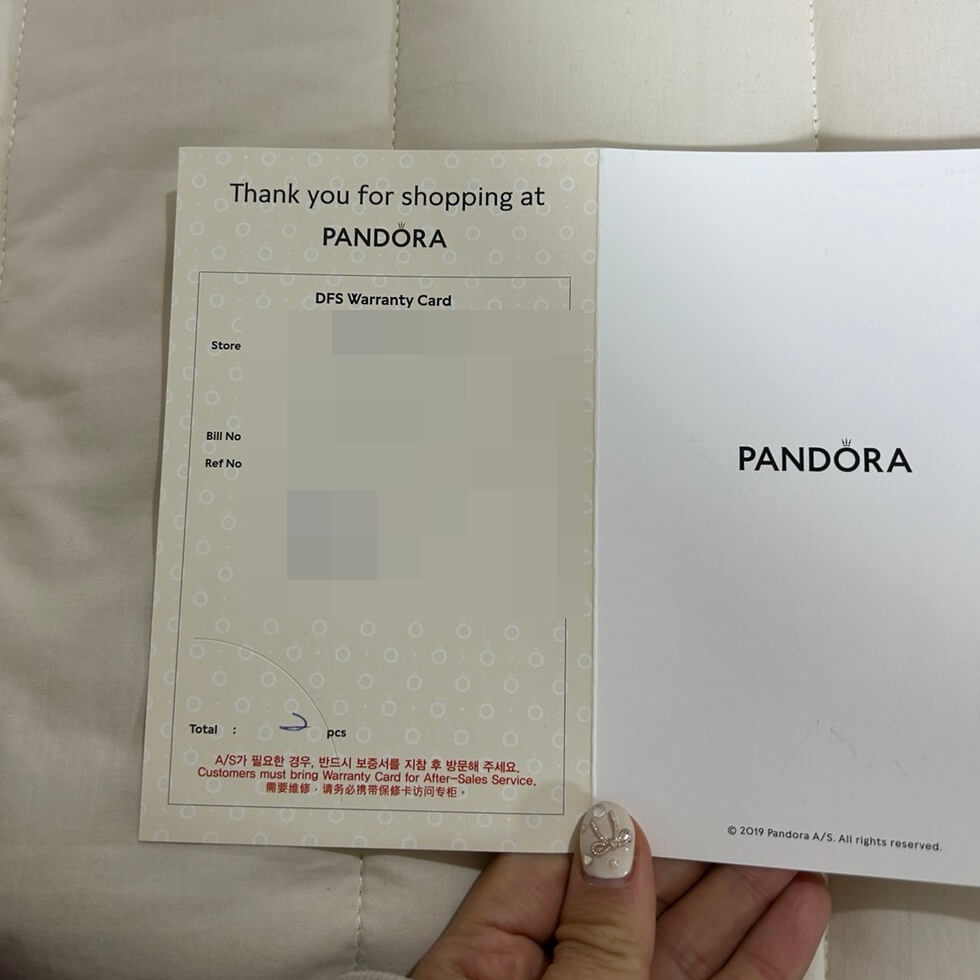 Thank you for shopping at
PANDORA
DFS Warranty Card
Store
Bill No
Ref No
Total : 2 pcs
A/S가 필요한 경우, 반드시 보증서를 지참 후 방문해 주세요.
Customers must bring Warranty Card for After-Sales Service.
需要维修，请务必携带保修卡访问专柜。
PANDORA
© 2019 Pandora A/S. All rights reserved.